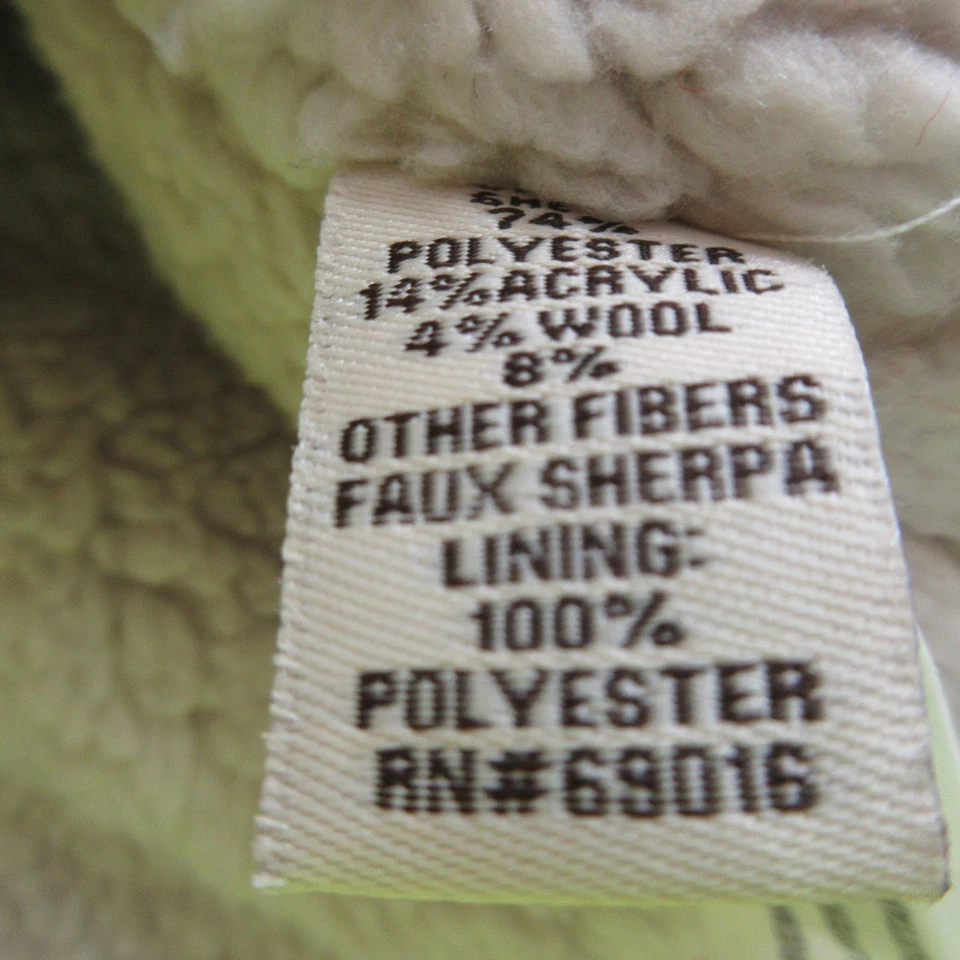 74%
POLYESTER
14% ACRYLIC
4% WOOL
8%
OTHER FIBERS
FAUX SHERPA
LINING:
100%
POLYESTER
RN#69016